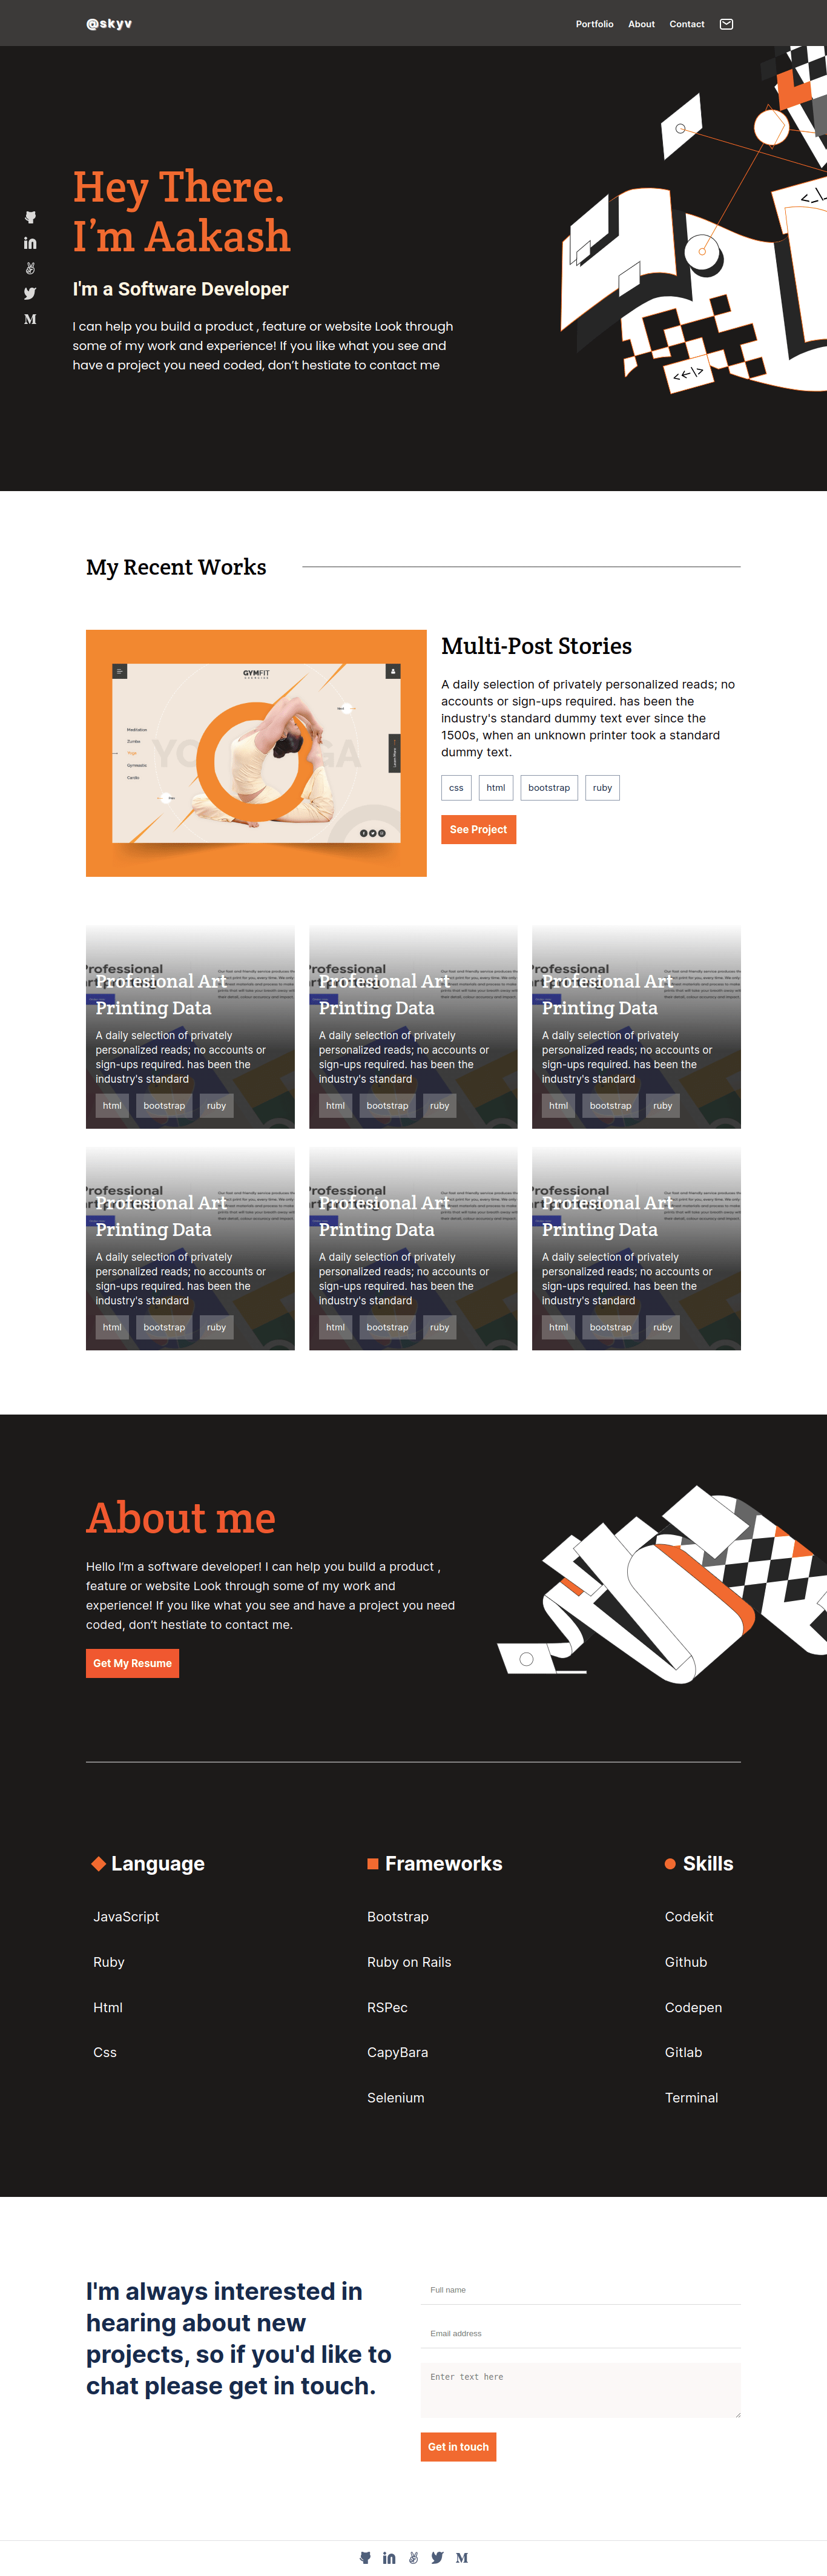 @skyv
Portfolio About Contact
Hey There.
I’m Aakash
I'm a Software Developer
I can help you build a product , feature or website Look through
some of my work and experience! If you like what you see and
have a project you need coded, don’t hestiate to contact me
My Recent Works
GYMFIT
Meditation
Zumba
Yoga
Gymnastic
Cardio
Multi-Post Stories
A daily selection of privately personalized reads; no
accounts or sign-ups required. has been the
industry's standard dummy text ever since the
1500s, when an unknown printer took a standard
dummy text.
css html bootstrap ruby
See Project
Profesional Art
Printing Data
A daily selection of privately
personalized reads; no accounts or
sign-ups required. has been the
industry's standard
html bootstrap ruby
Profesional Art
Printing Data
A daily selection of privately
personalized reads; no accounts or
sign-ups required. has been the
industry's standard
html bootstrap ruby
Profesional Art
Printing Data
A daily selection of privately
personalized reads; no accounts or
sign-ups required. has been the
industry's standard
html bootstrap ruby
Profesional Art
Printing Data
A daily selection of privately
personalized reads; no accounts or
sign-ups required. has been the
industry's standard
html bootstrap ruby
Profesional Art
Printing Data
A daily selection of privately
personalized reads; no accounts or
sign-ups required. has been the
industry's standard
html bootstrap ruby
Profesional Art
Printing Data
A daily selection of privately
personalized reads; no accounts or
sign-ups required. has been the
industry's standard
html bootstrap ruby
About me
Hello I’m a software developer! I can help you build a product ,
feature or website Look through some of my work and
experience! If you like what you see and have a project you need
coded, don’t hestiate to contact me.
Get My Resume
Language
JavaScript
Ruby
Html
Css
Frameworks
Bootstrap
Ruby on Rails
RSPec
CapyBara
Selenium
Skills
Codekit
Github
Codepen
Gitlab
Terminal
I'm always interested in
hearing about new
projects, so if you'd like to
chat please get in touch.
Full name
Email address
Enter text here
Get in touch